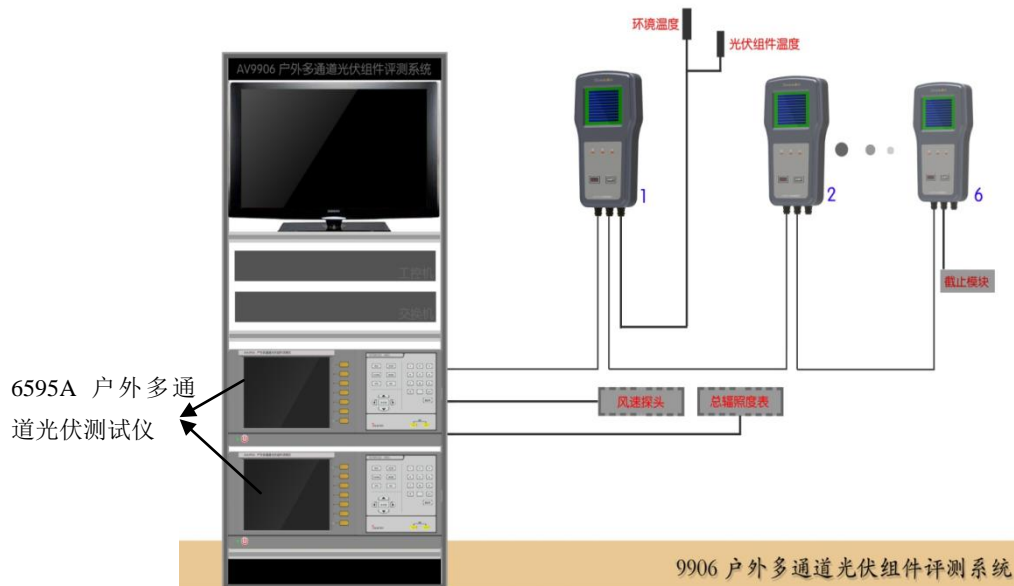 环境温度
光伏组件温度
AV9906 户外多通道光伏组件评测系统
1
2
6
工控机
截止模块
交换机
6595A 户外多通
道光伏测试仪
风速探头
总辐照度表
9906 户外多通道光伏组件评测系统